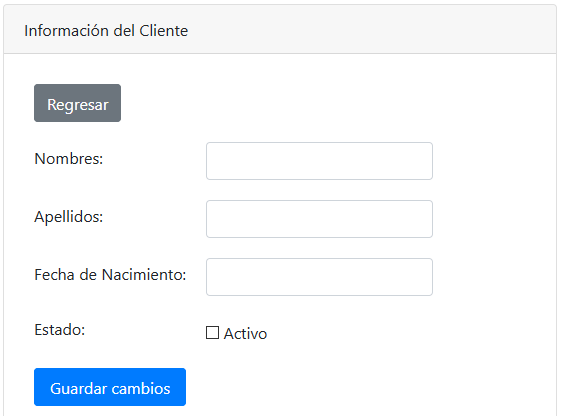 Información del Cliente
Regresar
Nombres:
Apellidos:
Fecha de Nacimiento:
Estado: Activo
Guardar cambios